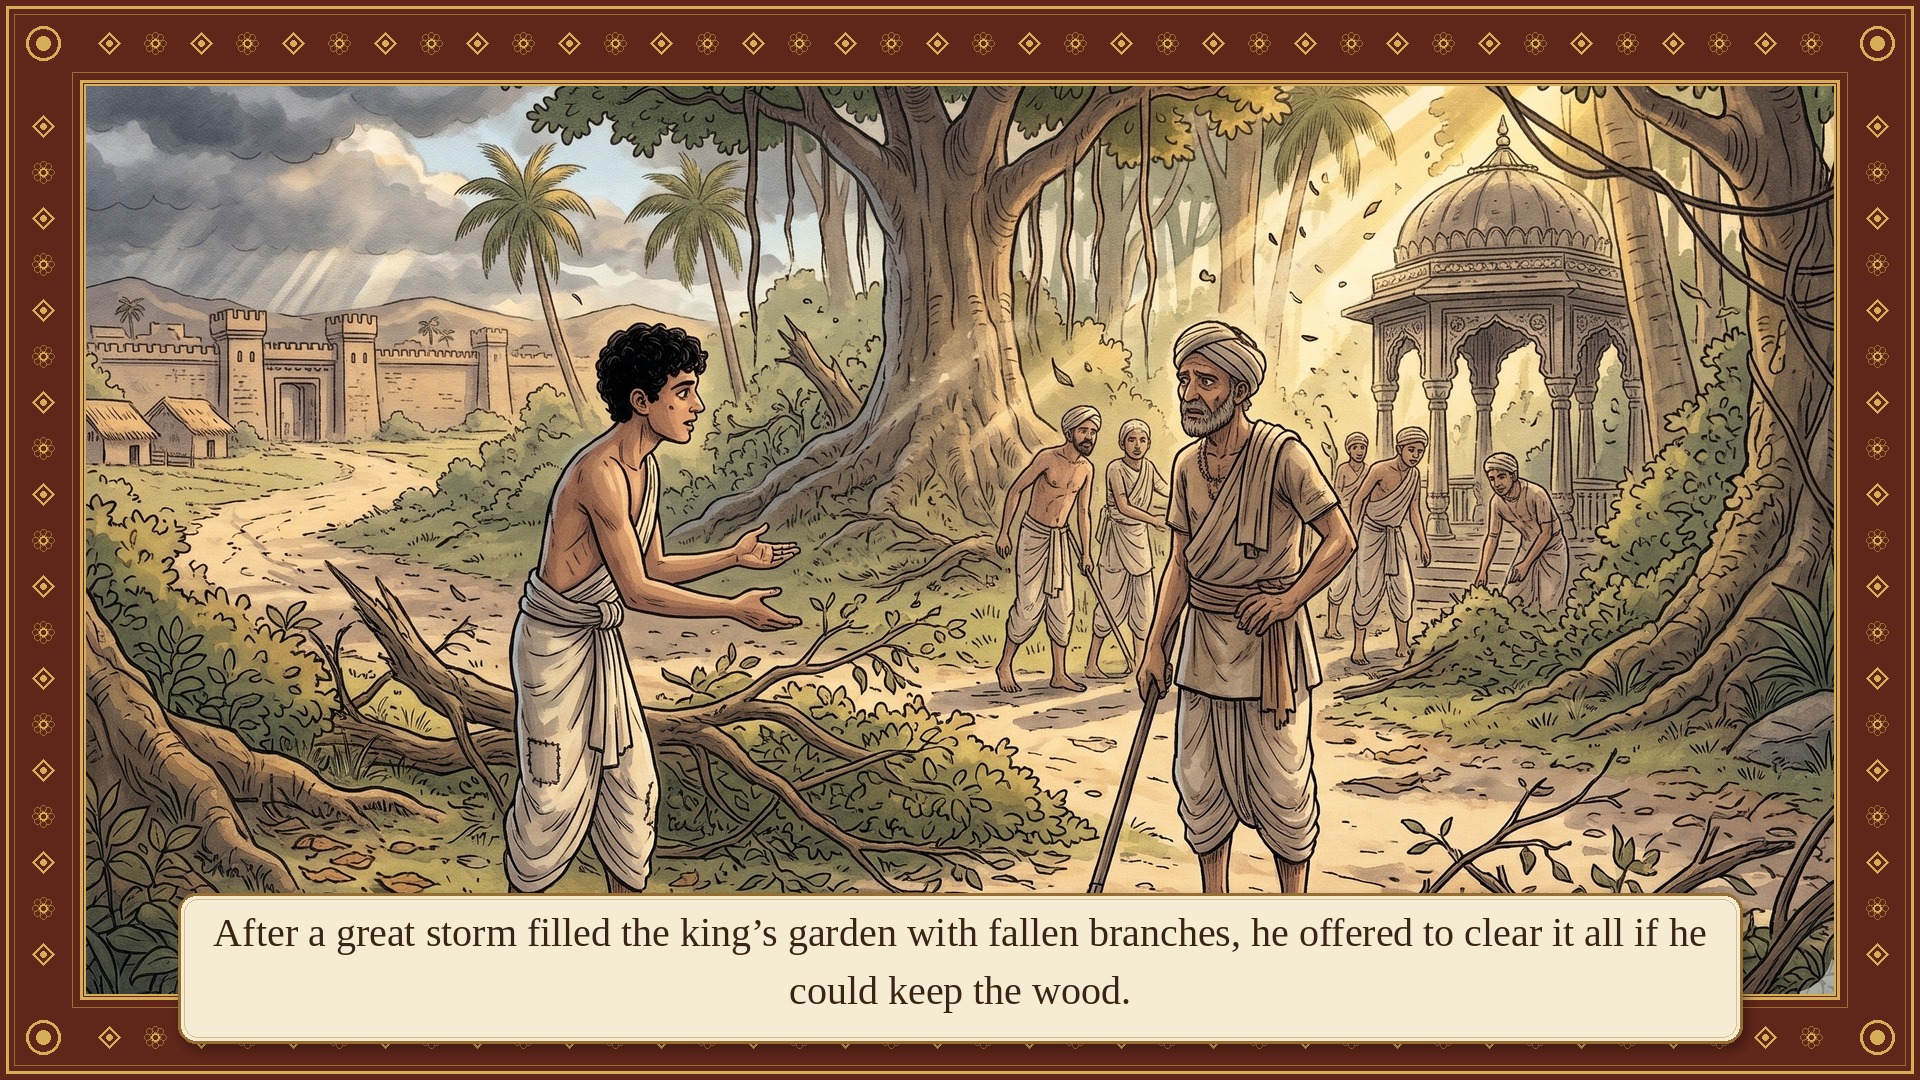 After a great storm filled the king’s garden with fallen branches, he offered to clear it all if he
could keep the wood.